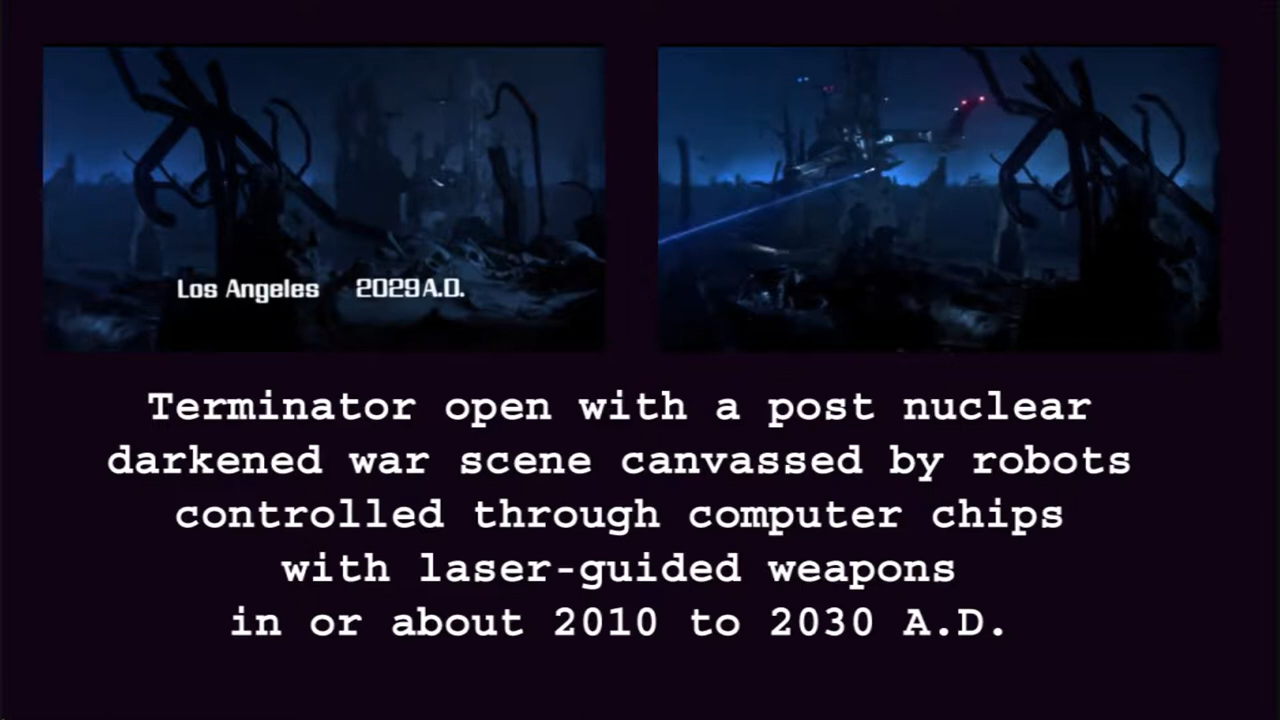 Los Angeles 2029 A.D.
Terminator open with a post nuclear
darkened war scene canvassed by robots
controlled through computer chips
with laser-guided weapons
in or about 2010 to 2030 A.D.